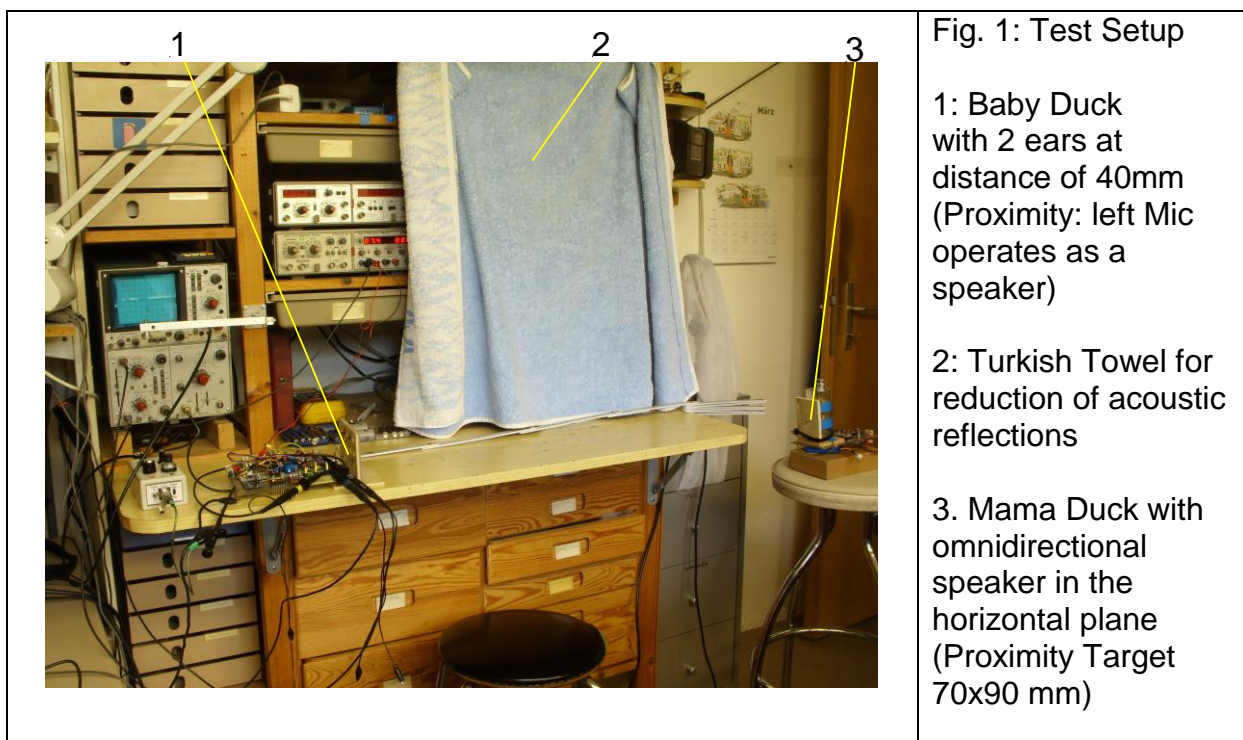 1 2 3
März
Fig. 1: Test Setup
1: Baby Duck
with 2 ears at
distance of 40mm
(Proximity: left Mic
operates as a
speaker)
2: Turkish Towel for
reduction of acoustic
reflections
3. Mama Duck with
omnidirectional
speaker in the
horizontal plane
(Proximity Target
70x90 mm)